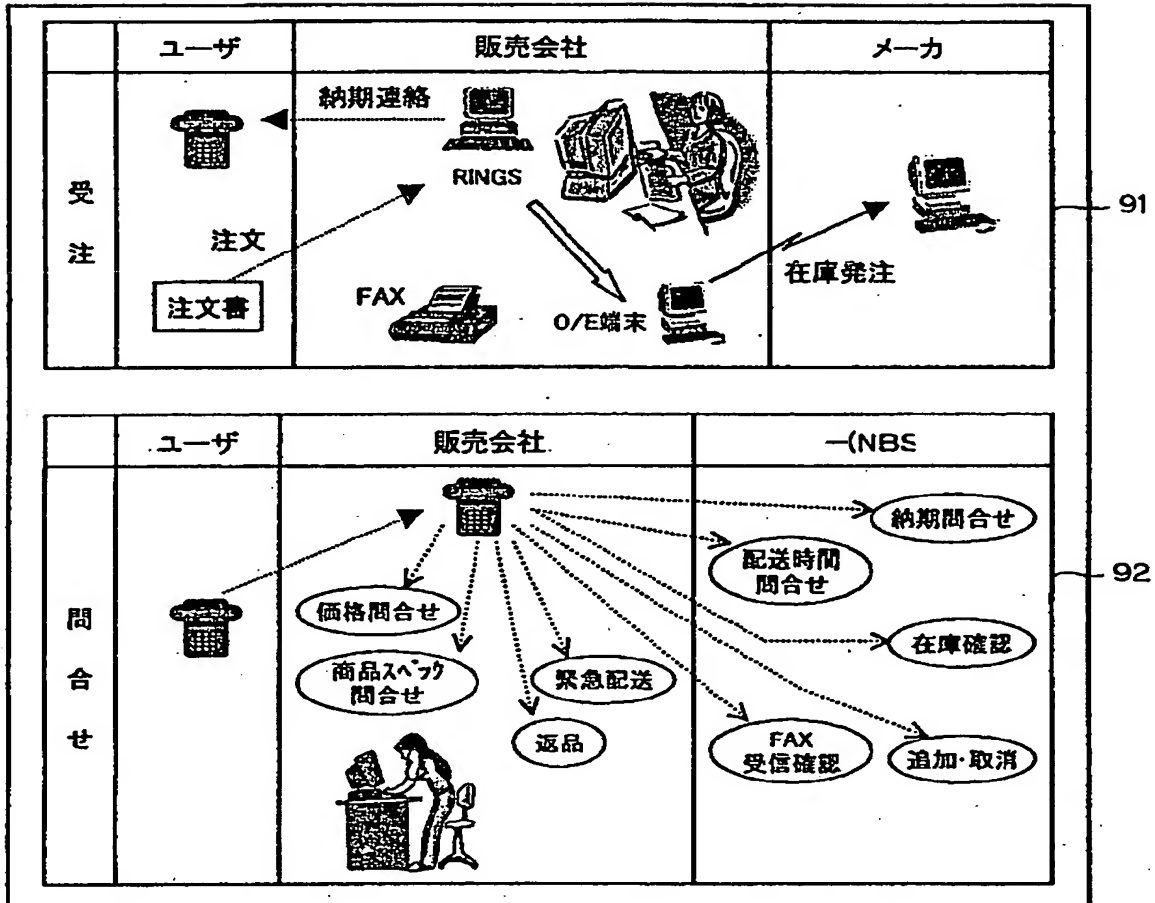 ユーザ
販売会社
メーカ
受注
納期連絡
RINGS
注文
注文書
FAX
O/E端末
在庫発注
91
ユーザ
販売会社
ー(NBS
問合せ
納期問合せ
配送時間
問合せ
価格問合せ
在庫確認
商品スペック
問合せ
緊急配送
返品
FAX
受信確認
追加・取消
92